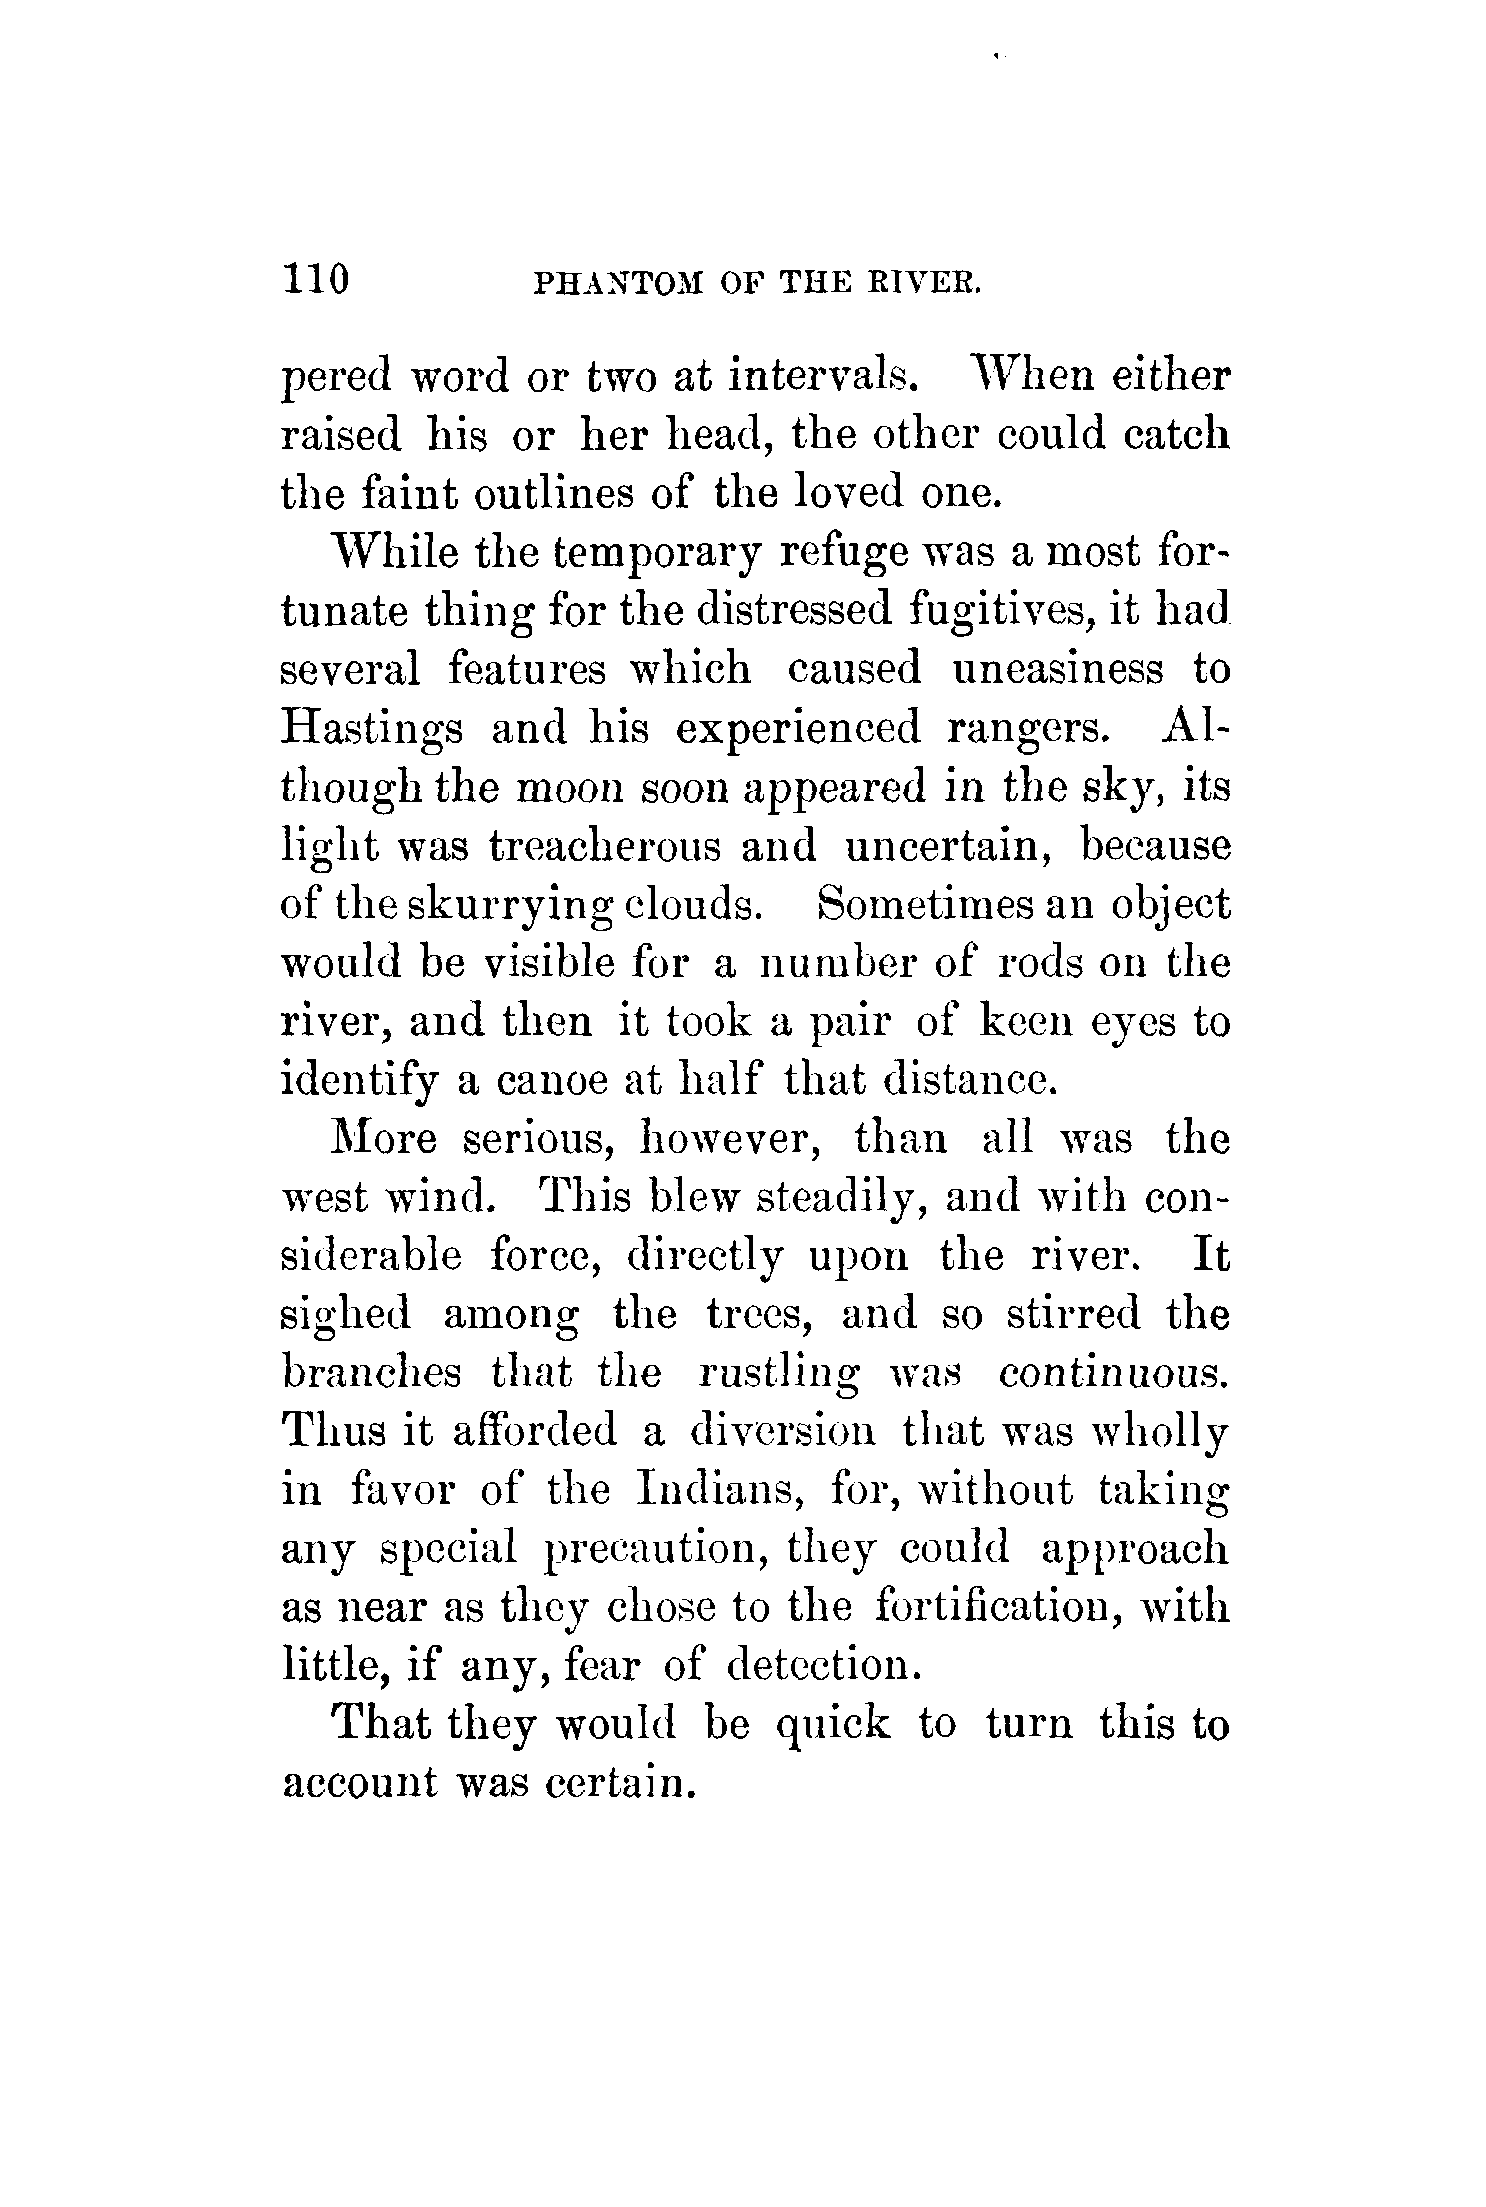 110 PHANTOM OF THE RIVER.
pered word or two at intervals. When either
raised his or her head, the other could catch
the faint outlines of the loved one.
While the temporary refuge was a most for-
tunate thing for the distressed fugitives, it had
several features which caused uneasiness to
Hastings and his experienced rangers. Al-
though the moon soon appeared in the sky, its
light was treacherous and uncertain, because
of the skurrying clouds. Sometimes an object
would be visible for a number of rods on the
river, and then it took a pair of keen eyes to
identify a canoe at half that distance.
More serious, however, than all was the
west wind. This blew steadily, and with con-
siderable force, directly upon the river. It
sighed among the trees, and so stirred the
branches that the rustling was continuous.
Thus it afforded a diversion that was wholly
in favor of the Indians, for, without taking
any special precaution, they could approach
as near as they chose to the fortification, with
little, if any, fear of detection.
That they would be quick to turn this to
account was certain.